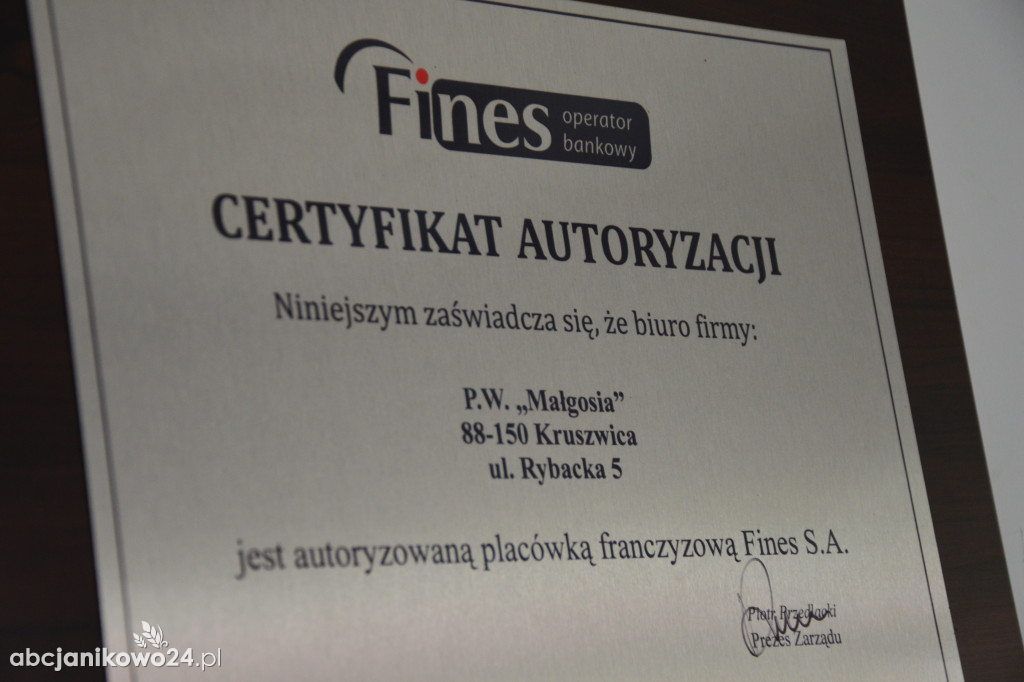 Fines operator
bankowy
CERTYFIKAT AUTORYZACJI
Niniejszym zaświadcza się, że biuro firmy:
P.W. „Małgosia”
88-150 Kruszwica
ul. Rybacka 5
jest autoryzowaną placówką franczyzową Fines S.A.
Piotr
Prezes Zarządu
abcjanikowo24.pl